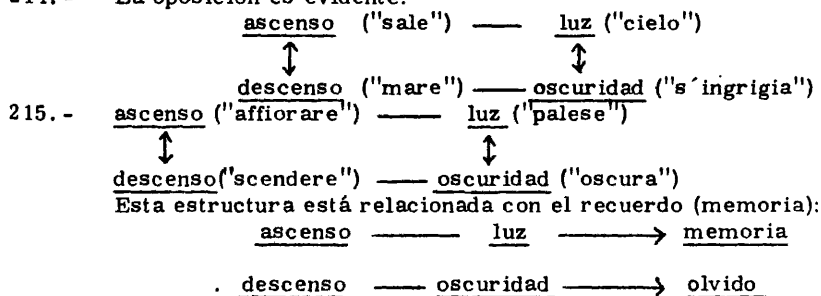 214.- La oposición es evidente:
ascenso ("sale") — luz ("cielo")
↕ ↕
descenso ("mare") — oscuridad ("s´ingrigia")
215.- ascenso ("affiorare") — luz ("palese")
↕ ↕
descenso("scendere") — oscuridad ("oscura")
Esta estructura está relacionada con el recuerdo (memoria):
ascenso — luz → memoria
. descenso — oscuridad → olvido